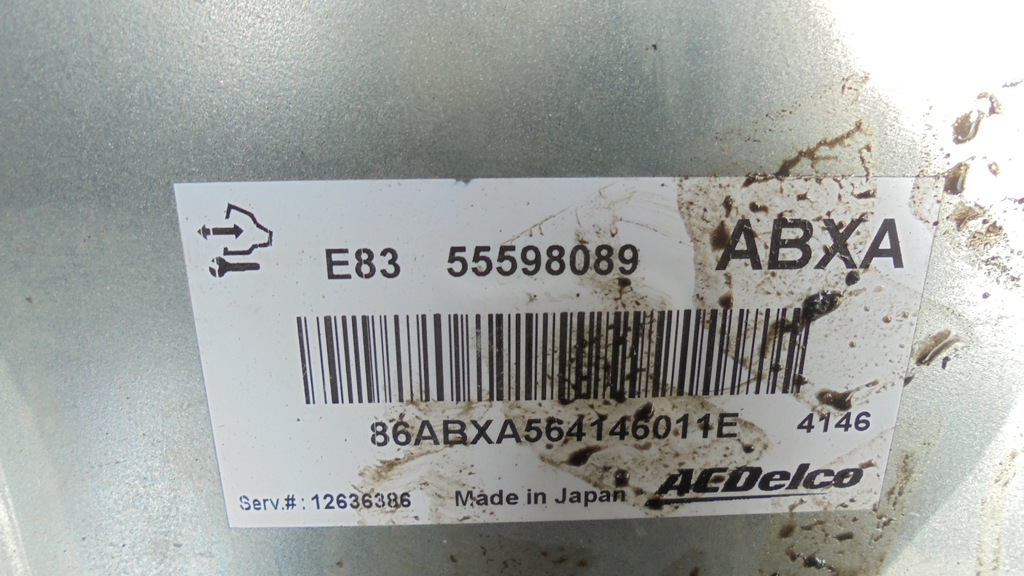 E83 55598089 ABXA
86ABXA564146011E 4146
Serv.#: 12636386 Made in Japan ACDelco